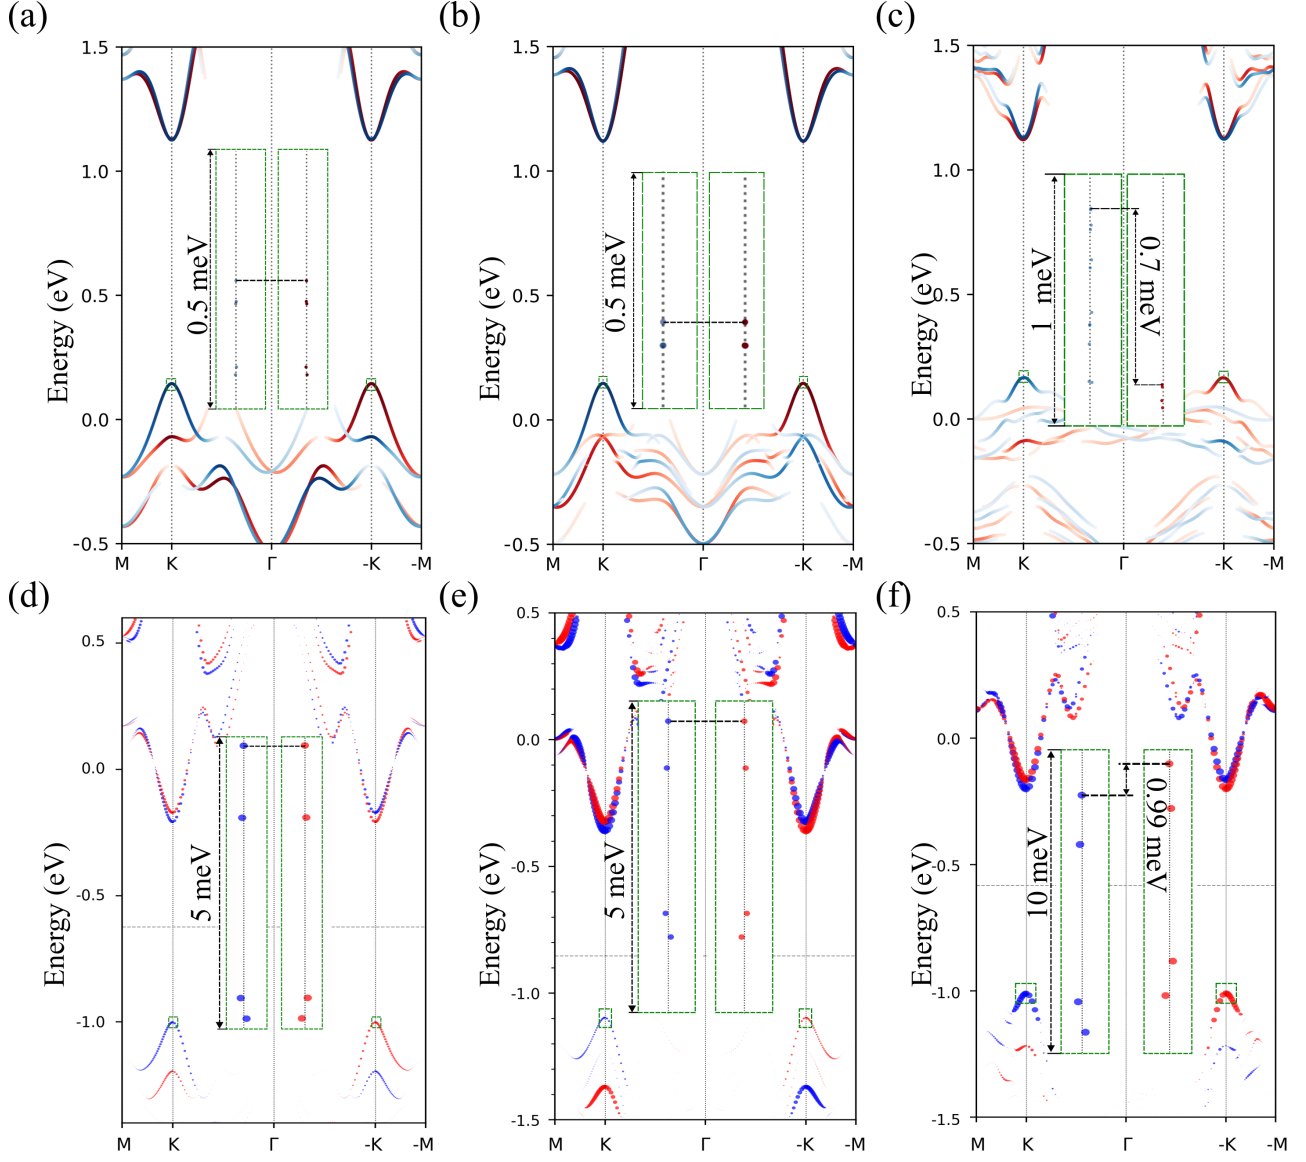 (a)
(b)
(c)
1.5
1.0
0.5
0.0
-0.5
Energy (eV)
0.5 meV
M
K
Γ
-K
-M
1.5
1.0
0.5
0.0
-0.5
Energy (eV)
0.5 meV
M
K
Γ
-K
-M
1.5
1.0
0.5
0.0
-0.5
Energy (eV)
1 meV
0.7 meV
M
K
Γ
-K
-M
(d)
(e)
(f)
0.5
0.0
-0.5
-1.0
Energy (eV)
5 meV
M
K
Γ
-K
-M
0.5
0.0
-0.5
-1.0
-1.5
Energy (eV)
5 meV
M
K
Γ
-K
-M
0.5
0.0
-0.5
-1.0
-1.5
Energy (eV)
10 meV
0.99 meV
M
K
Γ
-K
-M